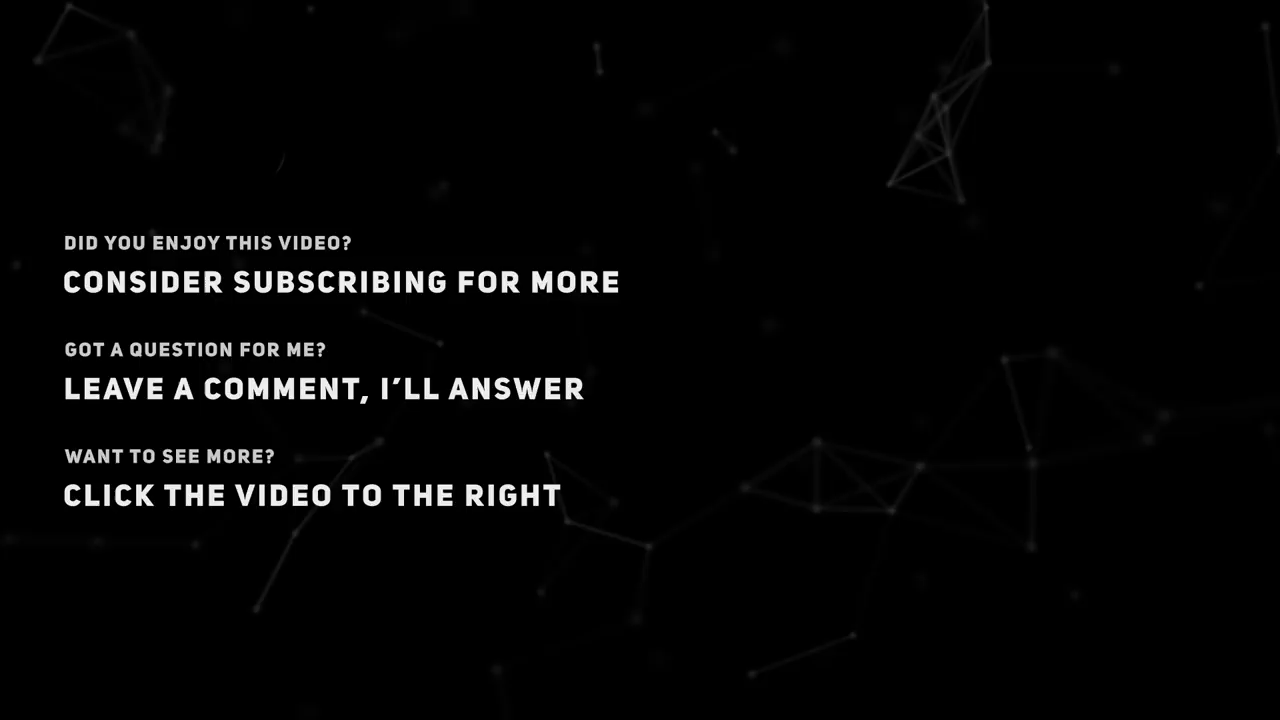 DID YOU ENJOY THIS VIDEO?
CONSIDER SUBSCRIBING FOR MORE
GOT A QUESTION FOR ME?
LEAVE A COMMENT, I’LL ANSWER
WANT TO SEE MORE?
CLICK THE VIDEO TO THE RIGHT